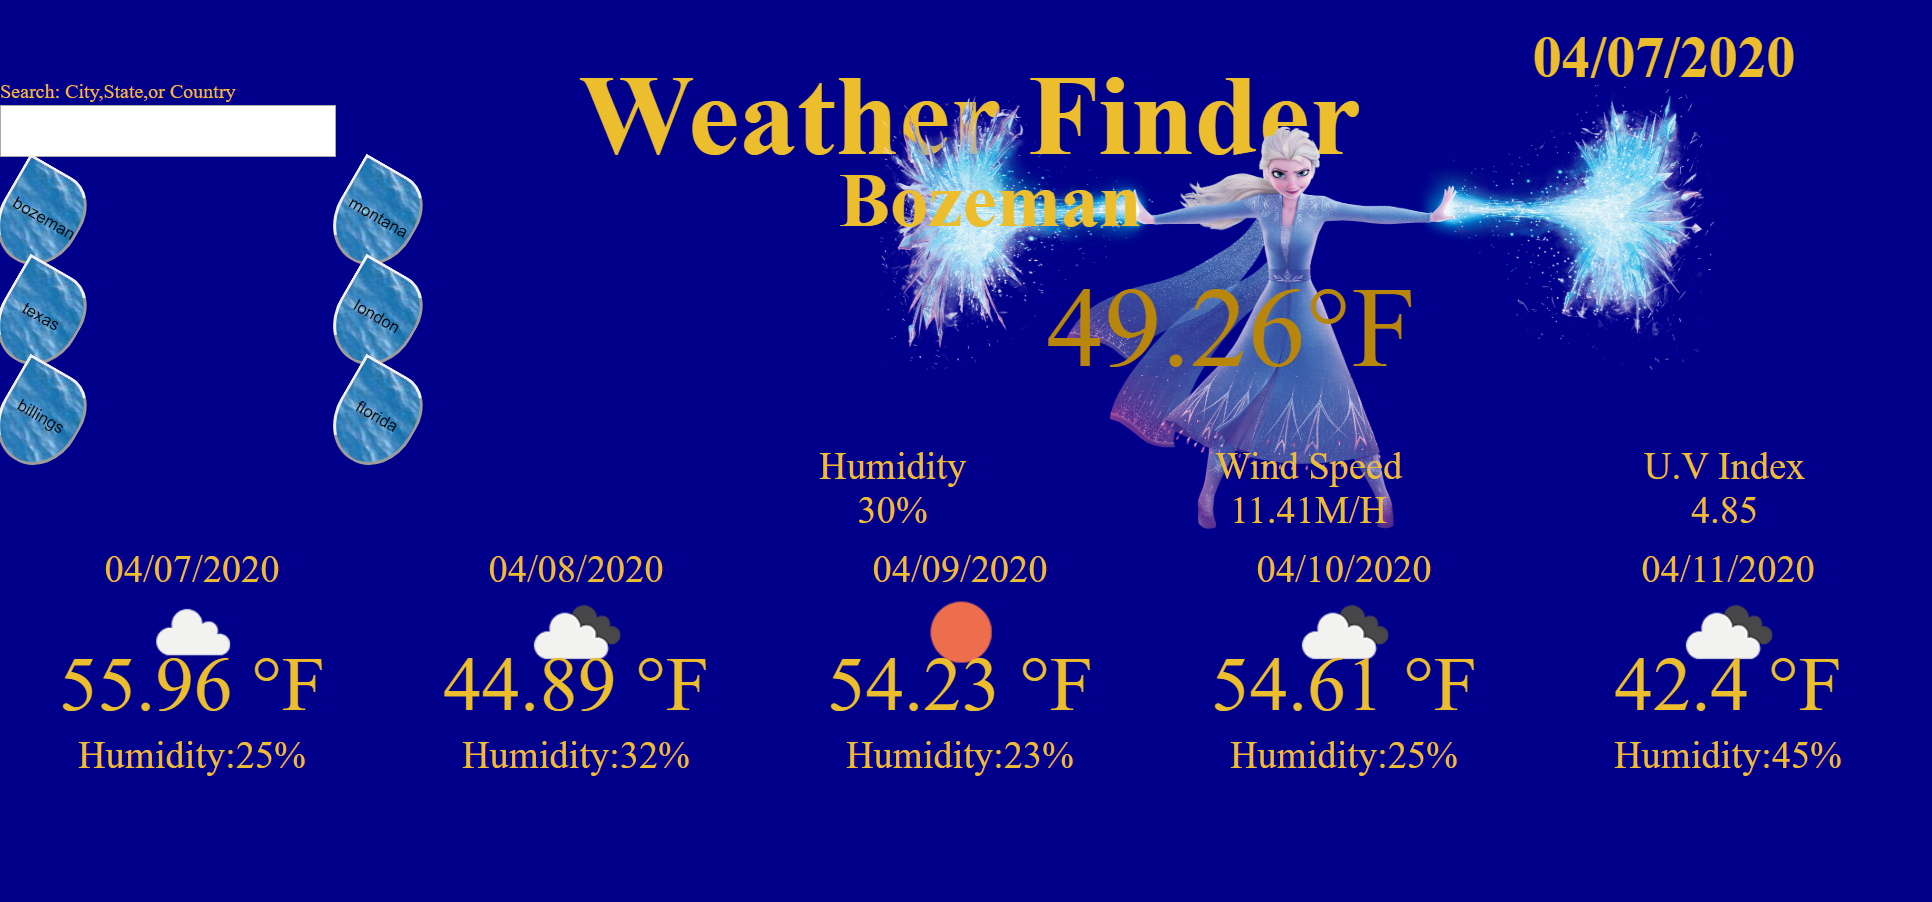 04/07/2020
Weather Finder
Search: City,State,or Country
Bozeman
bozeman
montana
texas
london
billings
florida
49.26°F
Humidity
30%
Wind Speed
11.41M/H
U.V Index
4.85
04/07/2020
55.96 °F
Humidity:25%
04/08/2020
44.89 °F
Humidity:32%
04/09/2020
54.23 °F
Humidity:23%
04/10/2020
54.61 °F
Humidity:25%
04/11/2020
42.4 °F
Humidity:45%